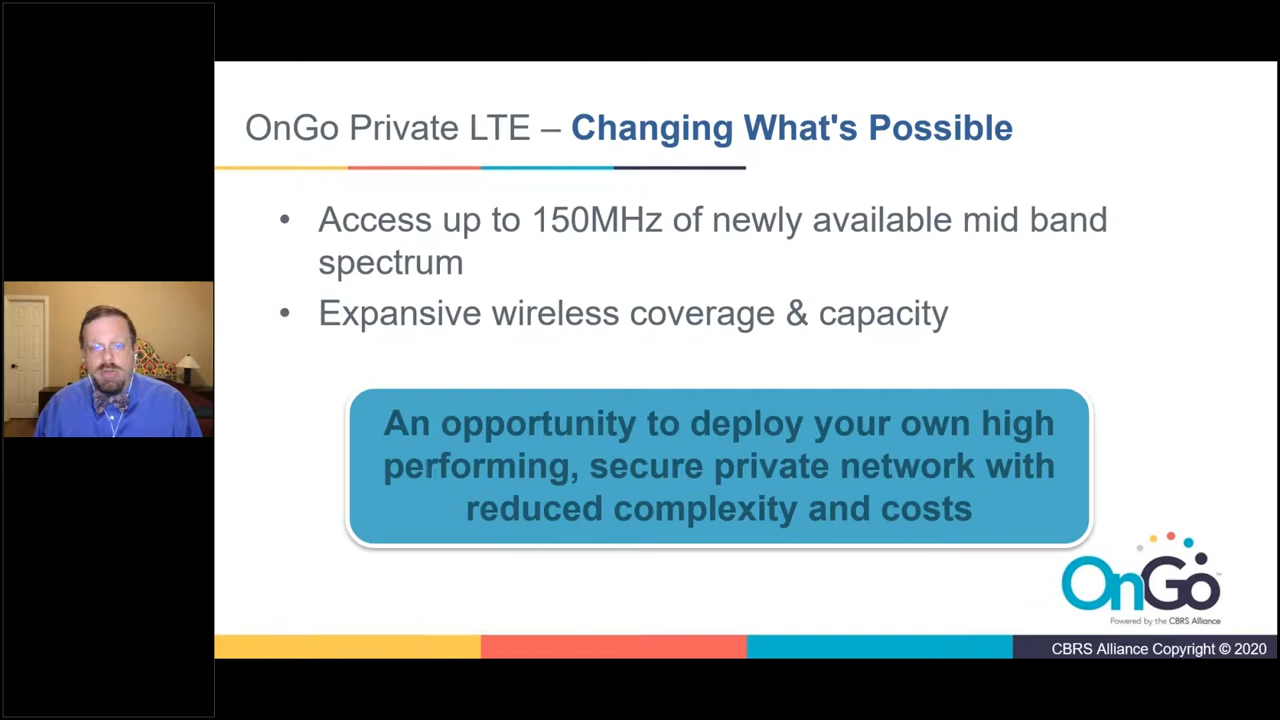 OnGo Private LTE – Changing What's Possible
• Access up to 150MHz of newly available mid band
spectrum
• Expansive wireless coverage & capacity
An opportunity to deploy your own high
performing, secure private network with
reduced complexity and costs
OnGo
Powered by the CBRS Alliance
CBRS Alliance Copyright © 2020